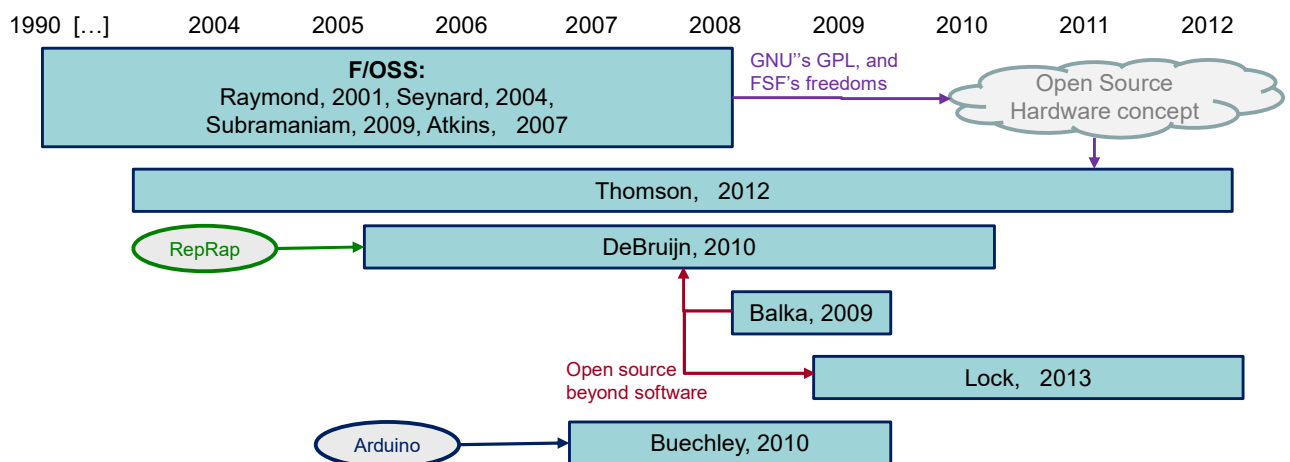 1990 [...] 2004 2005 2006 2007 2008 2009 2010 2011 2012
F/OSS:
Raymond, 2001, Seynard, 2004,
Subramaniam, 2009, Atkins, 2007
GNU''s GPL, and
FSF's freedoms
Open Source
Hardware concept
Thomson, 2012
RepRap
DeBruijn, 2010
Balka, 2009
Open source
beyond software
Lock, 2013
Arduino
Buechley, 2010